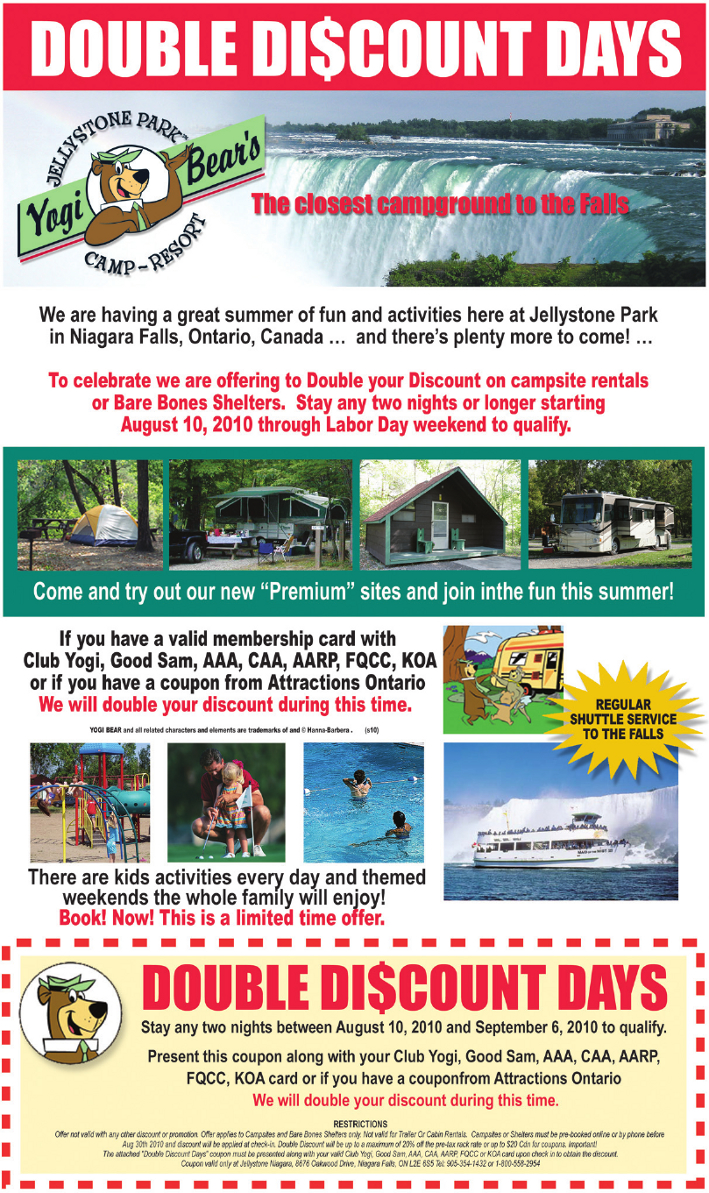 DOUBLE DI$COUNT DAYS
JELLYSTONE PARK™
Yogi Bear's
CAMP-RESORT
The closest campground to the Falls
We are having a great summer of fun and activities here at Jellystone Park
in Niagara Falls, Ontario, Canada … and there's plenty more to come! …
To celebrate we are offering to Double your Discount on campsite rentals
or Bare Bones Shelters. Stay any two nights or longer starting
August 10, 2010 through Labor Day weekend to qualify.
Come and try out our new “Premium” sites and join inthe fun this summer!
If you have a valid membership card with
Club Yogi, Good Sam, AAA, CAA, AARP, FQCC, KOA
or if you have a coupon from Attractions Ontario
We will double your discount during this time.
YOGI BEAR and all related characters and elements are trademarks of and © Hanna-Barbera . (s10)
REGULAR
SHUTTLE SERVICE
TO THE FALLS
There are kids activities every day and themed
weekends the whole family will enjoy!
Book! Now! This is a limited time offer.
DOUBLE DI$COUNT DAYS
Stay any two nights between August 10, 2010 and September 6, 2010 to qualify.
Present this coupon along with your Club Yogi, Good Sam, AAA, CAA, AARP,
FQCC, KOA card or if you have a couponfrom Attractions Ontario
We will double your discount during this time.
RESTRICTIONS
Offer not valid with any other discount or promotion. Offer applies to Campsites and Bare Bones Shelters only. Not valid for Trailer Or Cabin Rentals. Campsites or Shelters must be pre-booked online or by phone before
Aug 30th 2010 and discount will be applied at check-in. Double Discount will be up to a maximum of 20% off the pre-tax rack rate or up to $20 Cdn for coupons. Important!
The attached "Double Discount Days" coupon must be presented along with your valid Club Yogi, Good Sam, AAA, CAA, AARP, FQCC or KOA card upon check in to obtain the discount.
Coupon valid only at Jellystone Niagara, 8676 Oakwood Drive, Niagara Falls, ON L2E 6S5 Tel: 905-354-1432 or 1-800-558-2954